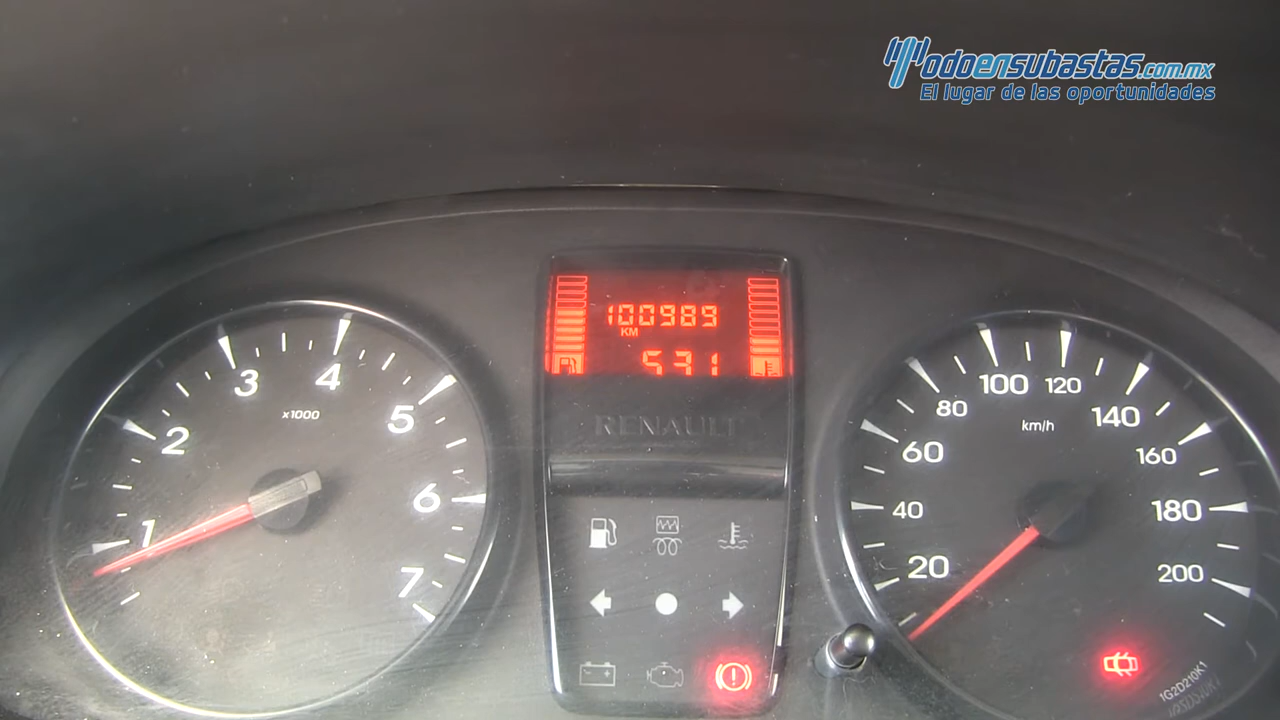 Todoensubastas.com.mx
El lugar de las oportunidades
100989
KM
531
RENAULT
1
2
3
4
5
6
7
x1000
20
40
60
80
100
120
140
160
180
200
km/h
1G2D210K1